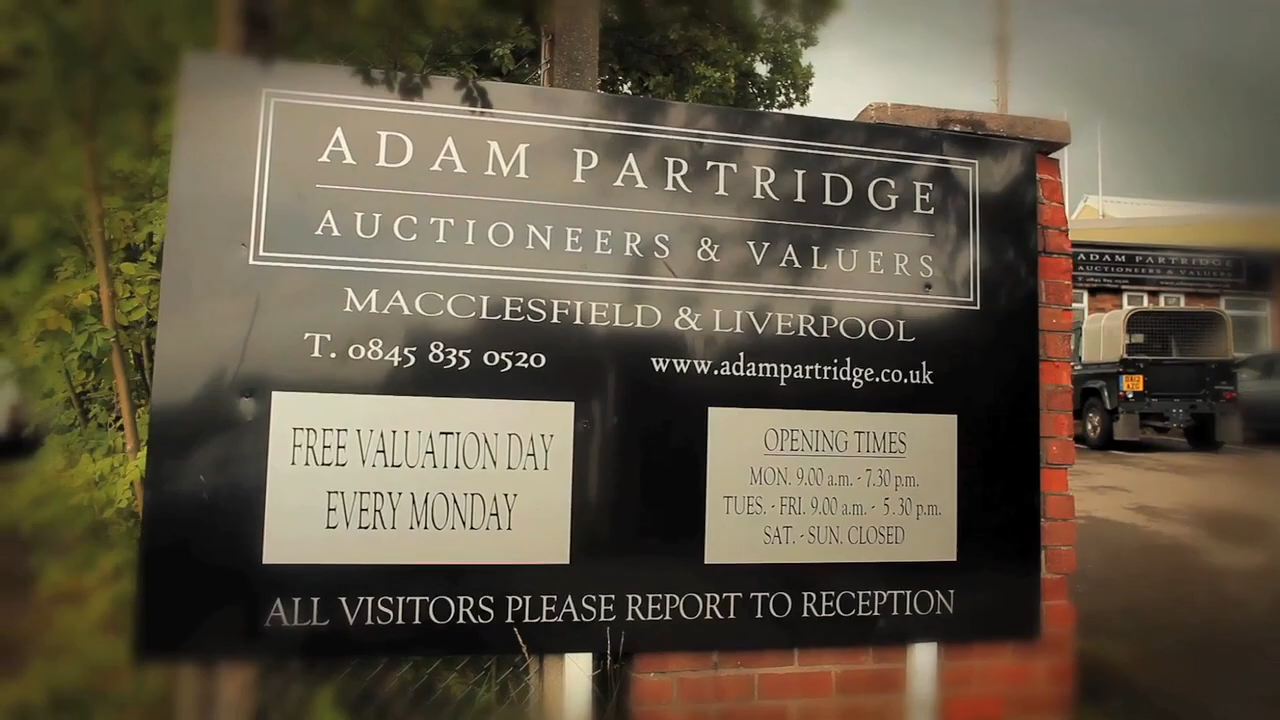 ADAM PARTRIDGE
AUCTIONEERS & VALUERS
MACCLESFIELD & LIVERPOOL
T. 0845 835 0520
www.adampartridge.co.uk
FREE VALUATION DAY
EVERY MONDAY
OPENING TIMES
MON. 9.00 a.m. - 7.30 p.m.
TUES. - FRI. 9.00 a.m. - 5.30 p.m.
SAT. - SUN. CLOSED
ALL VISITORS PLEASE REPORT TO RECEPTION
ADAM PARTRIDGE
AUCTIONEERS & VALUERS